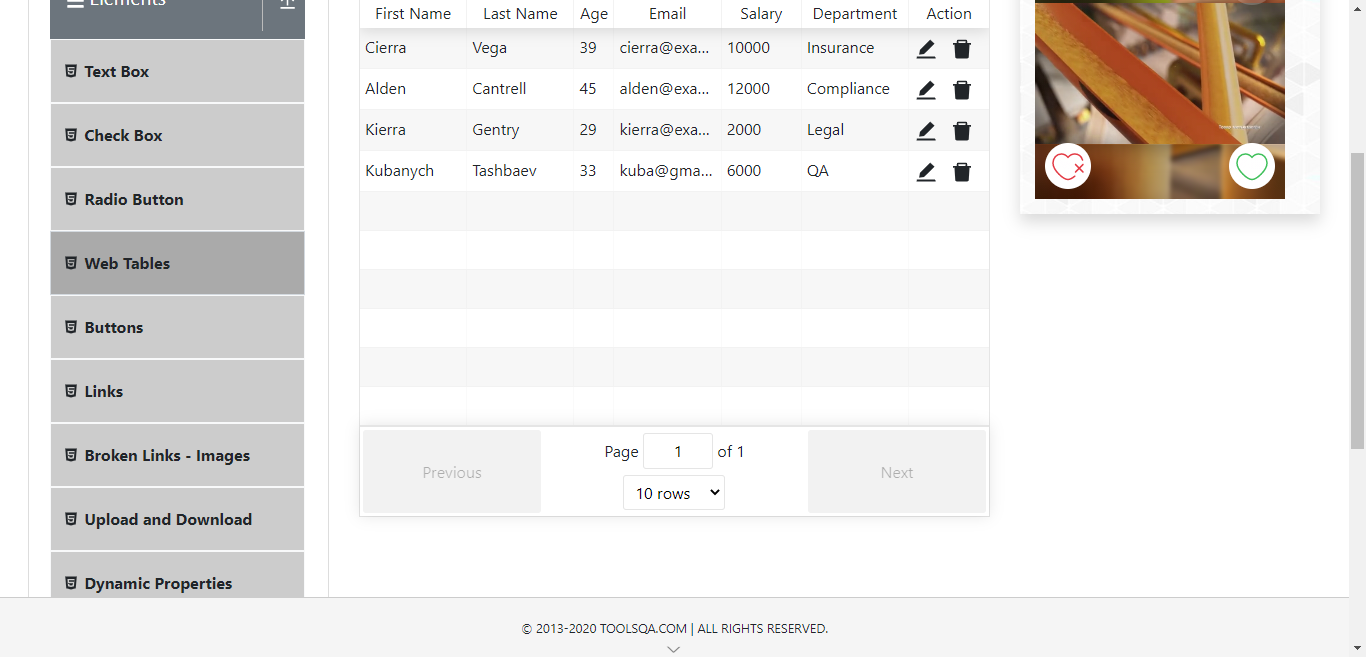 Elements
Text Box
Check Box
Radio Button
Web Tables
Buttons
Links
Broken Links - Images
Upload and Download
Dynamic Properties
First Name Last Name Age Email Salary Department Action
Cierra Vega 39 cierra@exa... 10000 Insurance
Alden Cantrell 45 alden@exa... 12000 Compliance
Kierra Gentry 29 kierra@exa... 2000 Legal
Kubanych Tashbaev 33 kuba@gma... 6000 QA
Previous Page 1 of 1 Next
10 rows
© 2013-2020 TOOLSQA.COM | ALL RIGHTS RESERVED.